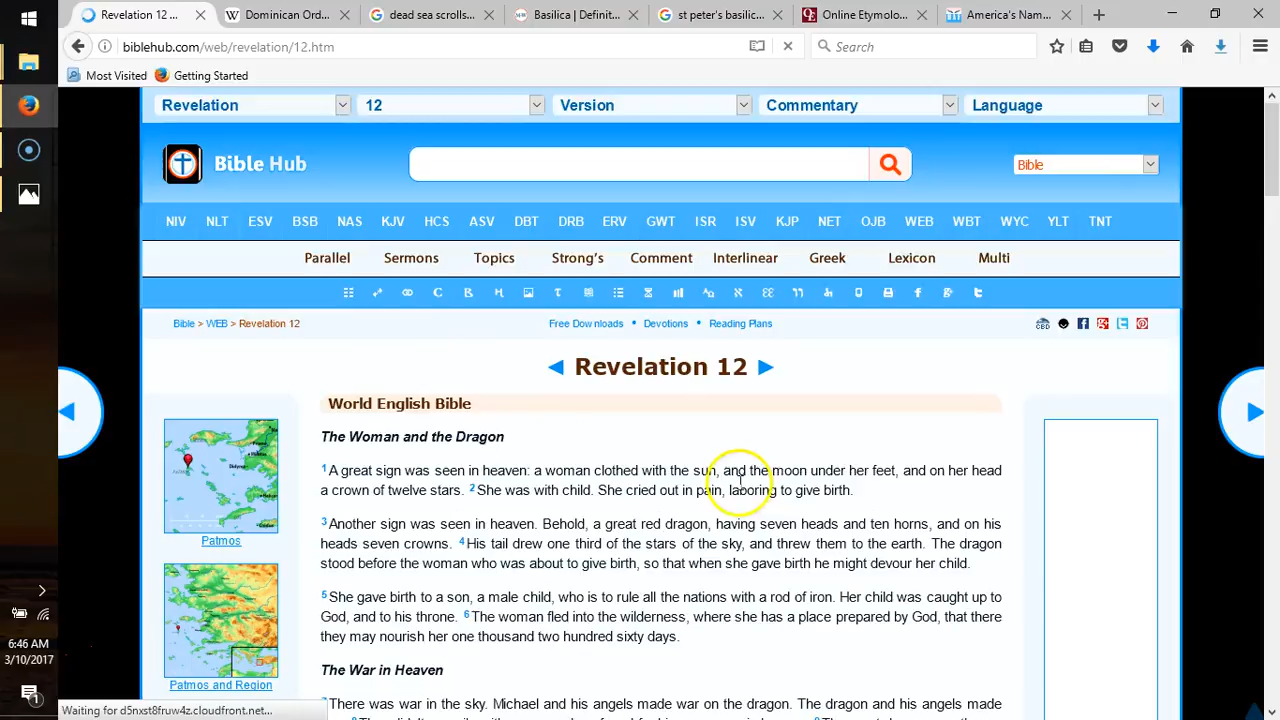 Revelation 12 ...
Dominican Ord...
dead sea scrolls...
Basilica | Definit...
st peter's basilic...
Online Etymolo...
America's Nam...
biblehub.com/web/revelation/12.htm
Search
Most Visited
Getting Started
Revelation
12
Version
Commentary
Language
Bible Hub
Bible
NIV NLT ESV BSB NAS KJV HCS ASV DBT DRB ERV GWT ISR ISV KJP NET OJB WEB WBT WYC YLT TNT
Parallel Sermons Topics Strong's Comment Interlinear Greek Lexicon Multi
Bible > WEB > Revelation 12
Free Downloads • Devotions • Reading Plans
Revelation 12
World English Bible
The Woman and the Dragon
1A great sign was seen in heaven: a woman clothed with the sun, and the moon under her feet, and on her head
a crown of twelve stars. 2She was with child. She cried out in pain, laboring to give birth.
3Another sign was seen in heaven. Behold, a great red dragon, having seven heads and ten horns, and on his
heads seven crowns. 4His tail drew one third of the stars of the sky, and threw them to the earth. The dragon
stood before the woman who was about to give birth, so that when she gave birth he might devour her child.
5She gave birth to a son, a male child, who is to rule all the nations with a rod of iron. Her child was caught up to
God, and to his throne. 6The woman fled into the wilderness, where she has a place prepared by God, that there
they may nourish her one thousand two hundred sixty days.
The War in Heaven
7There was war in the sky. Michael and his angels made war on the dragon. The dragon and his angels made
Patmos
Patmos and Region
6:46 AM
3/10/2017
Waiting for d5nxst8fruw4z.cloudfront.net...